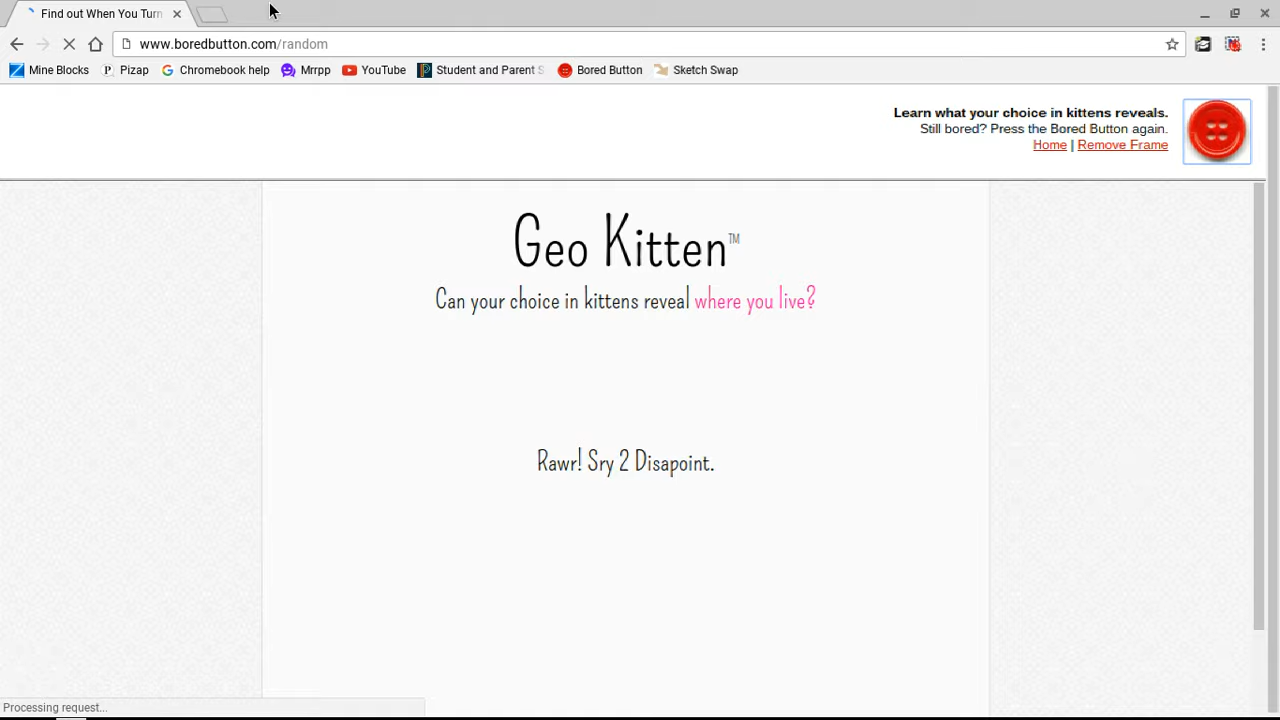 Find out When You Turn
www.boredbutton.com/random
Mine Blocks Pizap Chromebook help Mrrpp YouTube Student and Parent S Bored Button Sketch Swap
Learn what your choice in kittens reveals.
Still bored? Press the Bored Button again.
Home | Remove Frame
Geo Kitten™
Can your choice in kittens reveal where you live?
Rawr! Sry 2 Disapoint.
Processing request...